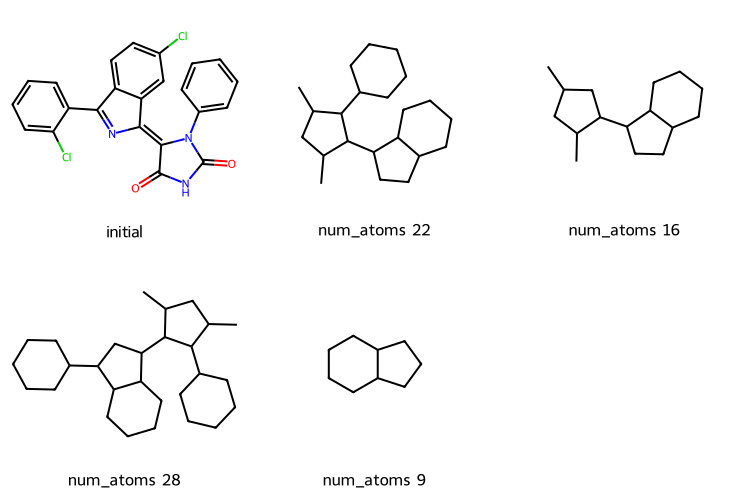 Cl
N
N
Cl
O
O
N
H
initial
num_atoms 22
num_atoms 16
num_atoms 28
num_atoms 9